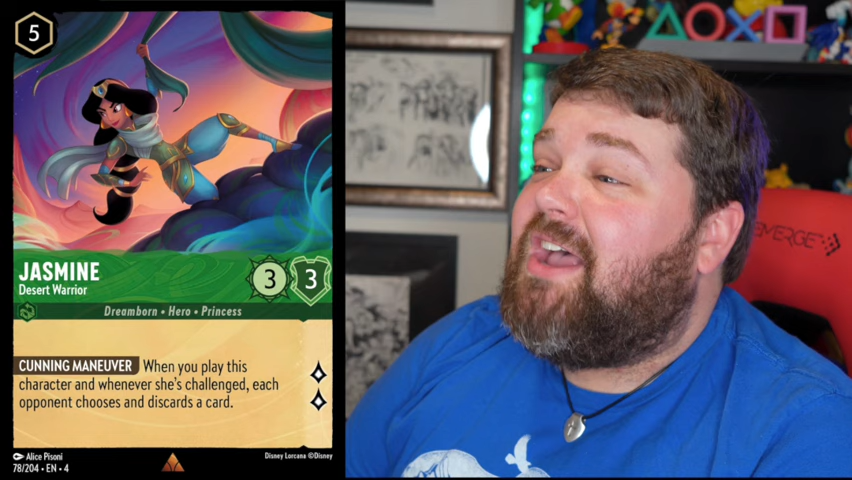 5
JASMINE
Desert Warrior
3
3
Dreamborn • Hero • Princess
CUNNING MANEUVER When you play this
character and whenever she's challenged, each
opponent chooses and discards a card.
Alice Pisoni
Disney Lorcana ©Disney
78/204 • EN • 4
EMERGE